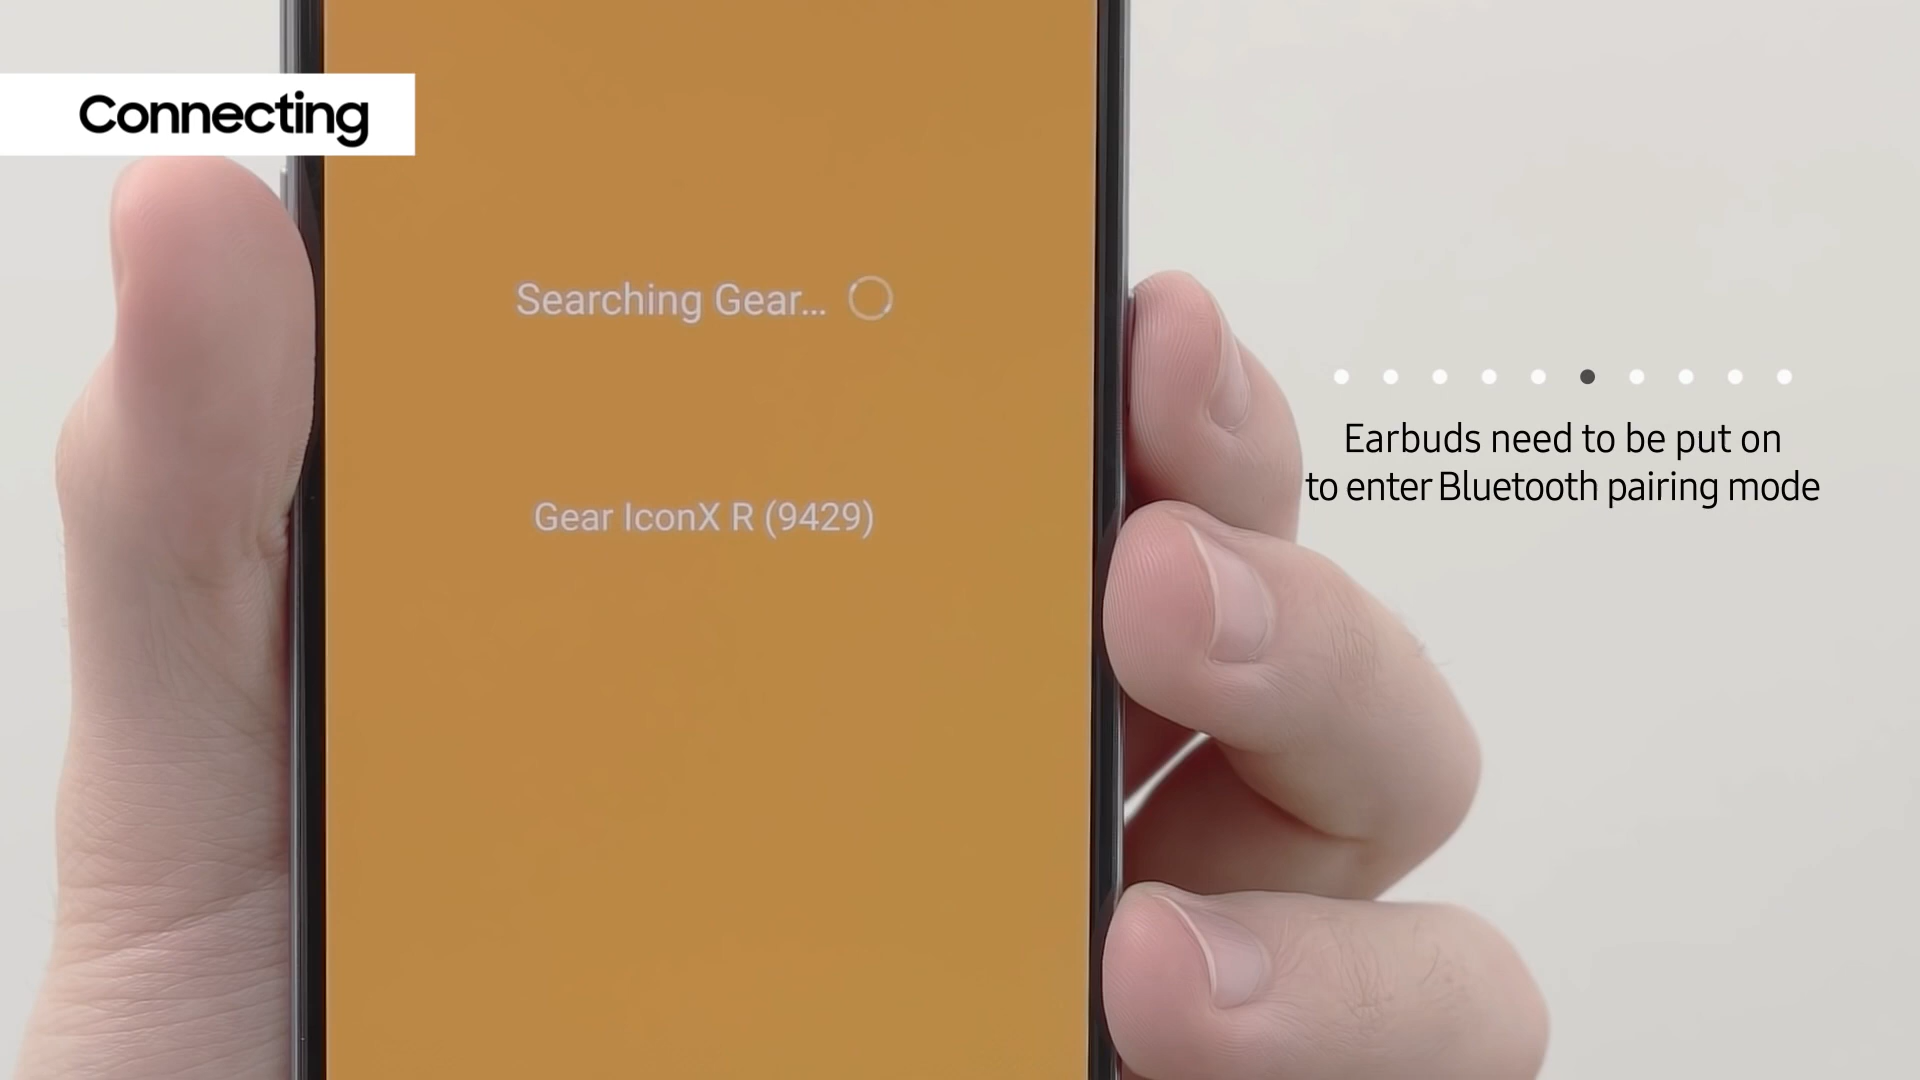 Connecting
Searching Gear...
Gear IconX R (9429)
Earbuds need to be put on
to enter Bluetooth pairing mode